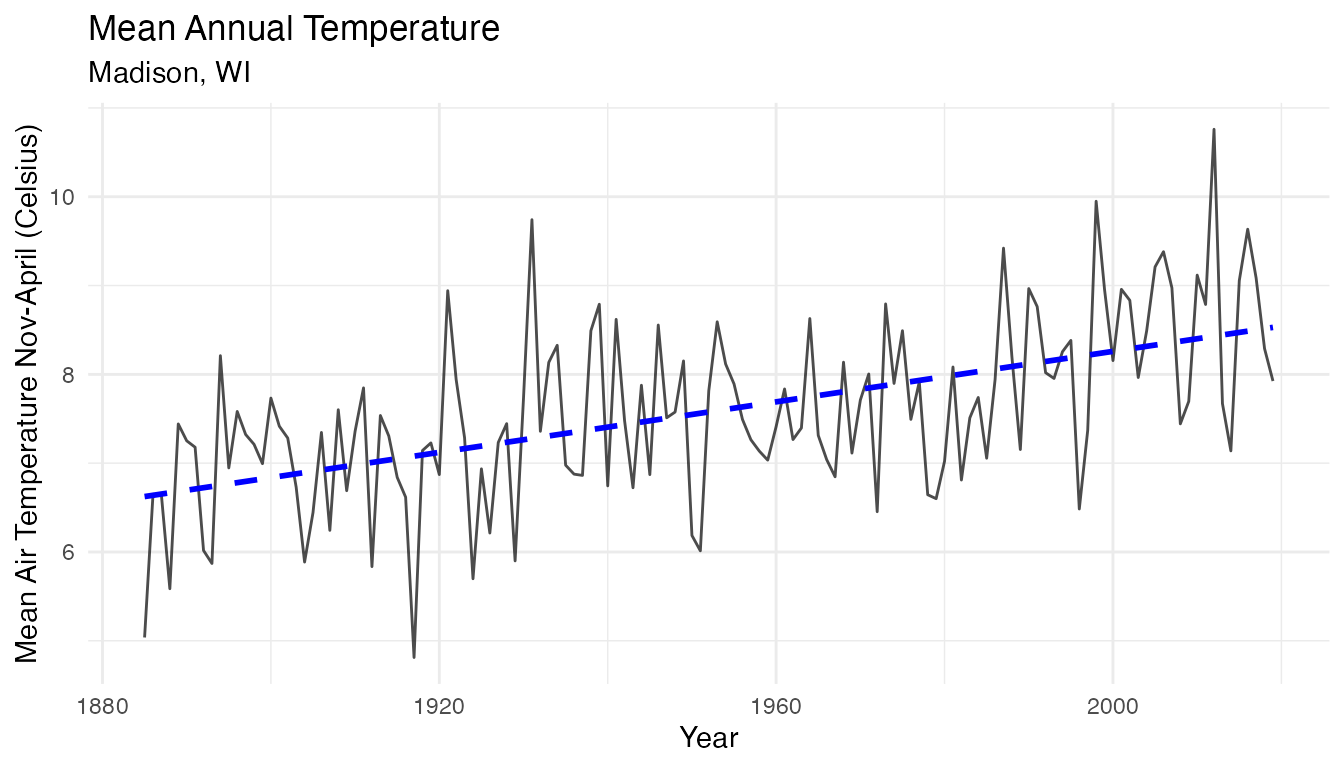 Mean Annual Temperature
Madison, WI
Mean Air Temperature Nov-April (Celsius)
10
8
6
1880
1920
1960
2000
Year